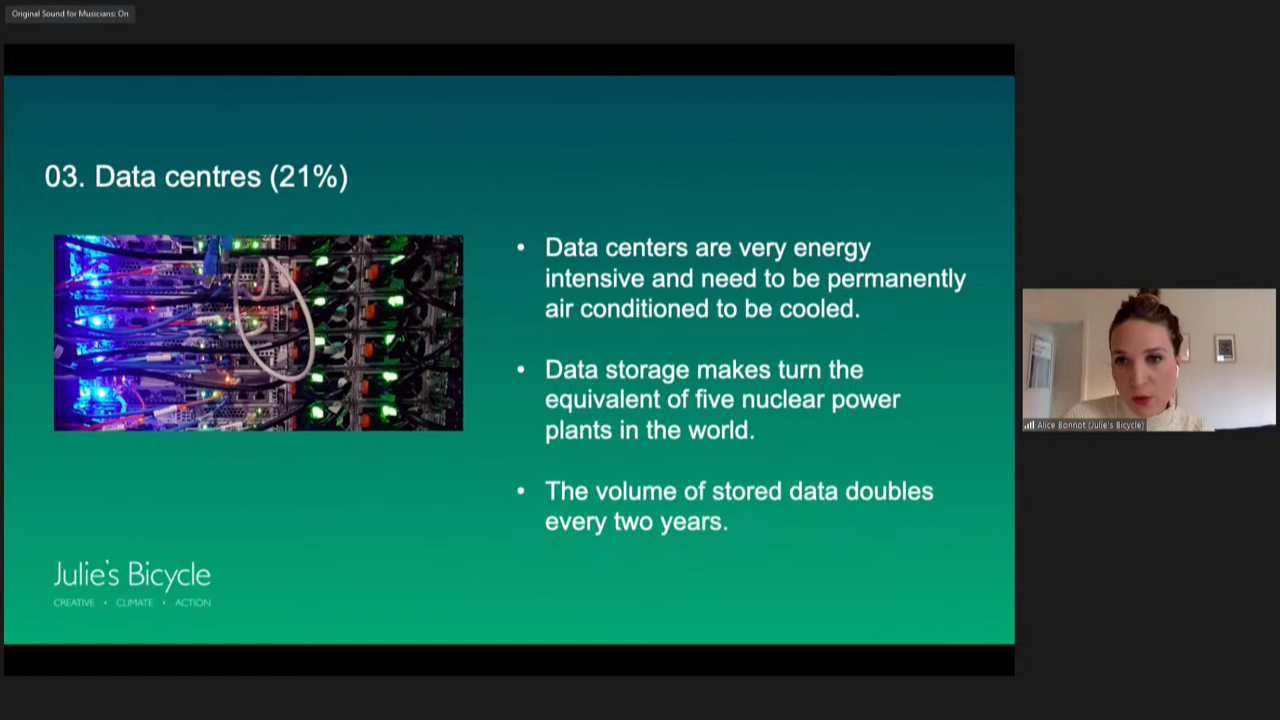 Original Sound for Musicians: On
03. Data centres (21%)
• Data centers are very energy
intensive and need to be permanently
air conditioned to be cooled.
• Data storage makes turn the
equivalent of five nuclear power
plants in the world.
• The volume of stored data doubles
every two years.
Julie's Bicycle
CREATIVE • CLIMATE • ACTION
Alice Bonnot (Julie's Bicycle)